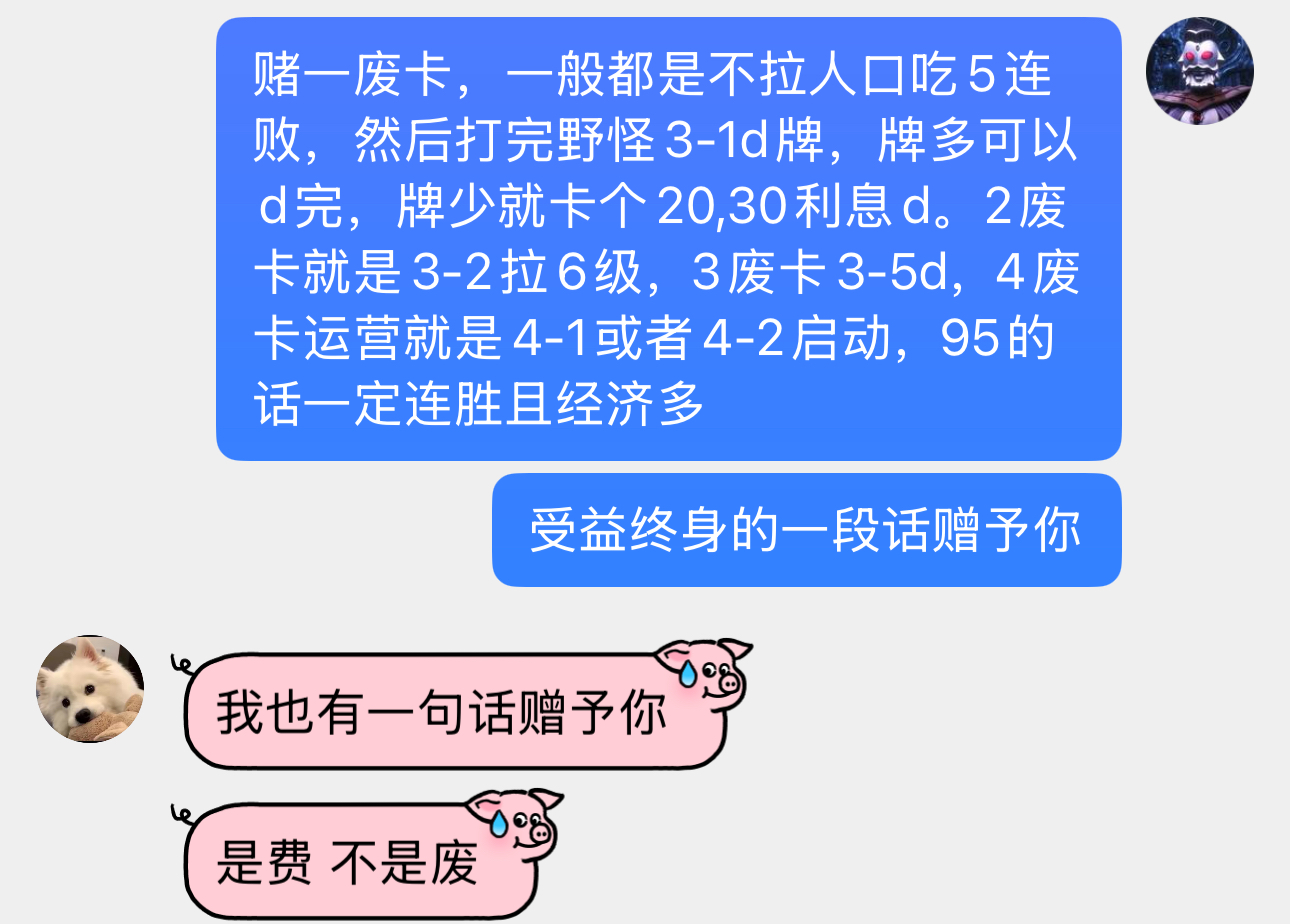 赌一废卡，一般都是不拉人口吃5连
败，然后打完野怪3-1d牌，牌多可以
d完，牌少就卡个20,30利息d。2废
卡就是3-2拉6级，3废卡3-5d，4废
卡运营就是4-1或者4-2启动，95的
话一定连胜且经济多
受益终身的一段话赠予你
我也有一句话赠予你
是费 不是废